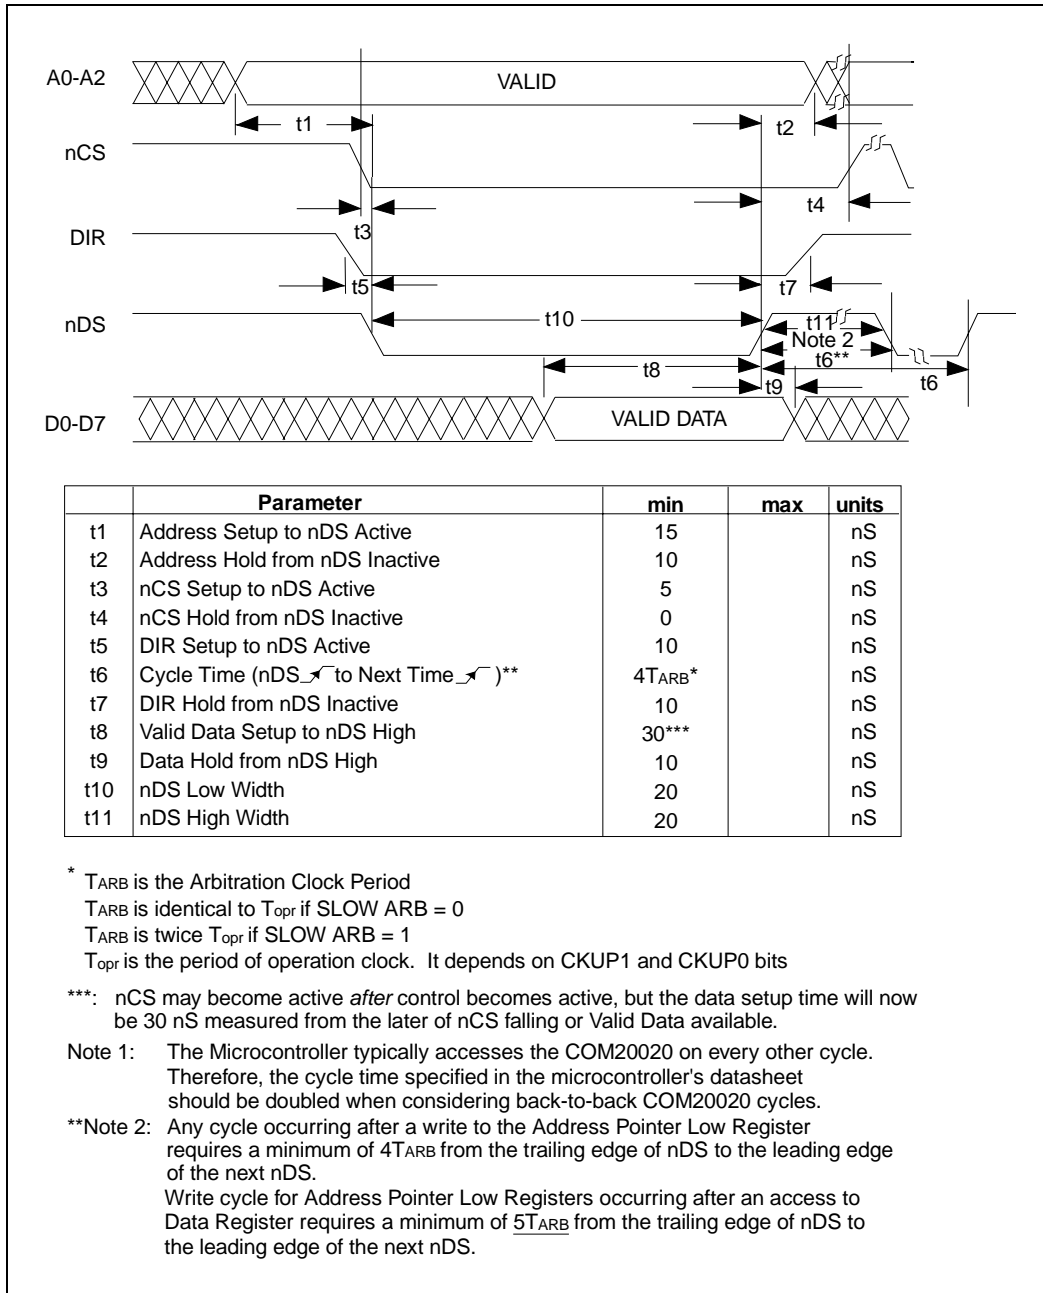 A0-A2
VALID
t1
t2
nCS
t4
t3
DIR
t5
t7
nDS
t10
t11
Note 2
t6**
t8
t9
t6
D0-D7
VALID DATA
Parameter min max units
t1 Address Setup to nDS Active 15 nS
t2 Address Hold from nDS Inactive 10 nS
t3 nCS Setup to nDS Active 5 nS
t4 nCS Hold from nDS Inactive 0 nS
t5 DIR Setup to nDS Active 10 nS
t6 Cycle Time (nDS to Next Time )** 4TARB* nS
t7 DIR Hold from nDS Inactive 10 nS
t8 Valid Data Setup to nDS High 30*** nS
t9 Data Hold from nDS High 10 nS
t10 nDS Low Width 20 nS
t11 nDS High Width 20 nS
* TARB is the Arbitration Clock Period
TARB is identical to Topr if SLOW ARB = 0
TARB is twice Topr if SLOW ARB = 1
Topr is the period of operation clock. It depends on CKUP1 and CKUP0 bits
***: nCS may become active after control becomes active, but the data setup time will now
be 30 nS measured from the later of nCS falling or Valid Data available.
Note 1: The Microcontroller typically accesses the COM20020 on every other cycle.
Therefore, the cycle time specified in the microcontroller's datasheet
should be doubled when considering back-to-back COM20020 cycles.
**Note 2: Any cycle occurring after a write to the Address Pointer Low Register
requires a minimum of 4TARB from the trailing edge of nDS to the leading edge
of the next nDS.
Write cycle for Address Pointer Low Registers occurring after an access to
Data Register requires a minimum of 5TARB from the trailing edge of nDS to
the leading edge of the next nDS.